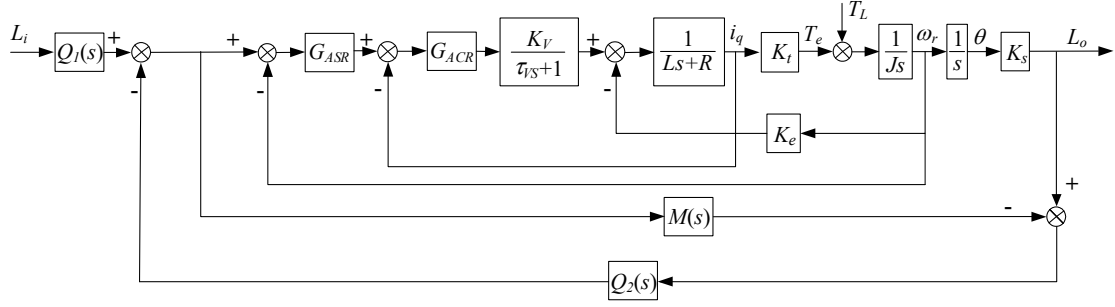 L_i
Q_1(s)
+
-
+
-
G_ASR
+
-
G_ACR
K_V
τ_VS+1
+
-
1
Ls+R
i_q
K_t
T_e
T_L
1
Js
ω_r
1
s
θ
K_s
L_o
K_e
+
M(s)
-
Q_2(s)